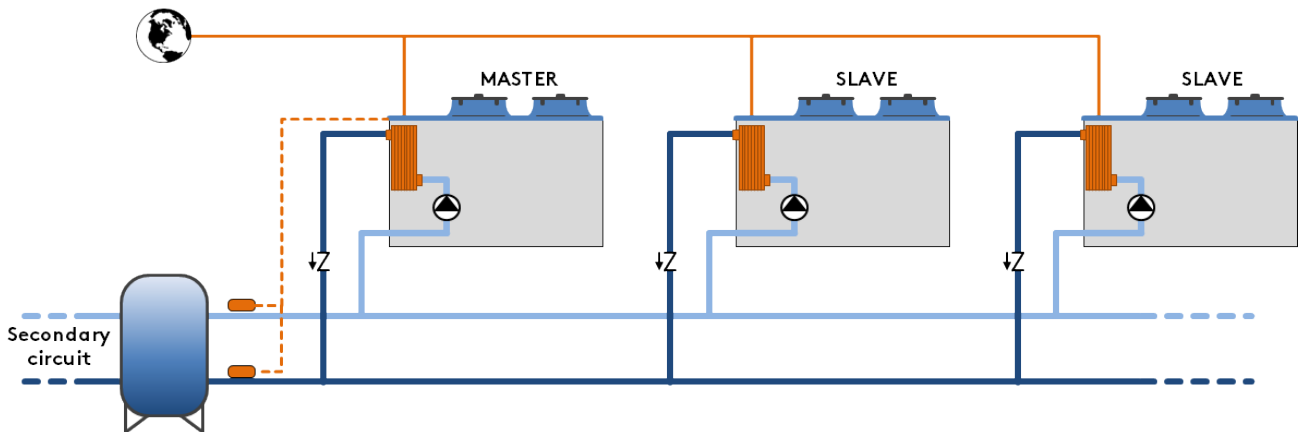 MASTER
SLAVE
SLAVE
Secondary
circuit